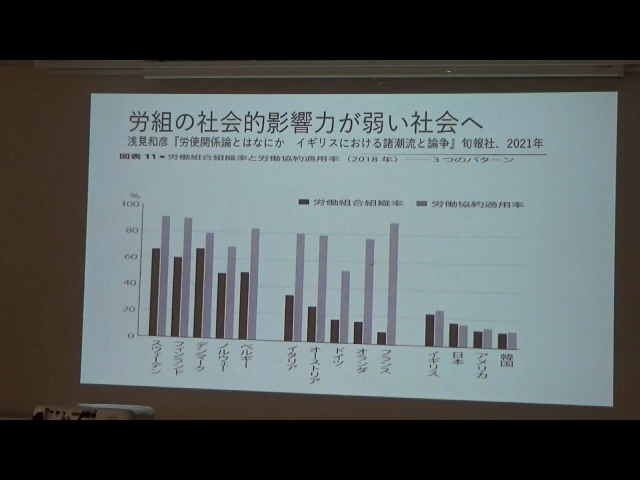 労組の社会的影響力が弱い社会へ
浅見和彦『労使関係論とはなにか　イギリスにおける諸潮流と論争』旬報社、2021年
図表 11●労働組合組織率と労働協約適用率（2018 年）――3 つのパターン
%
■労働組合組織率　■労働協約適用率
100
80
60
40
20
0
スウェーデン
フィンランド
デンマーク
ノルウェー
ベルギー
イタリア
オーストリア
ドイツ
オランダ
フランス
イギリス
日本
アメリカ
韓国